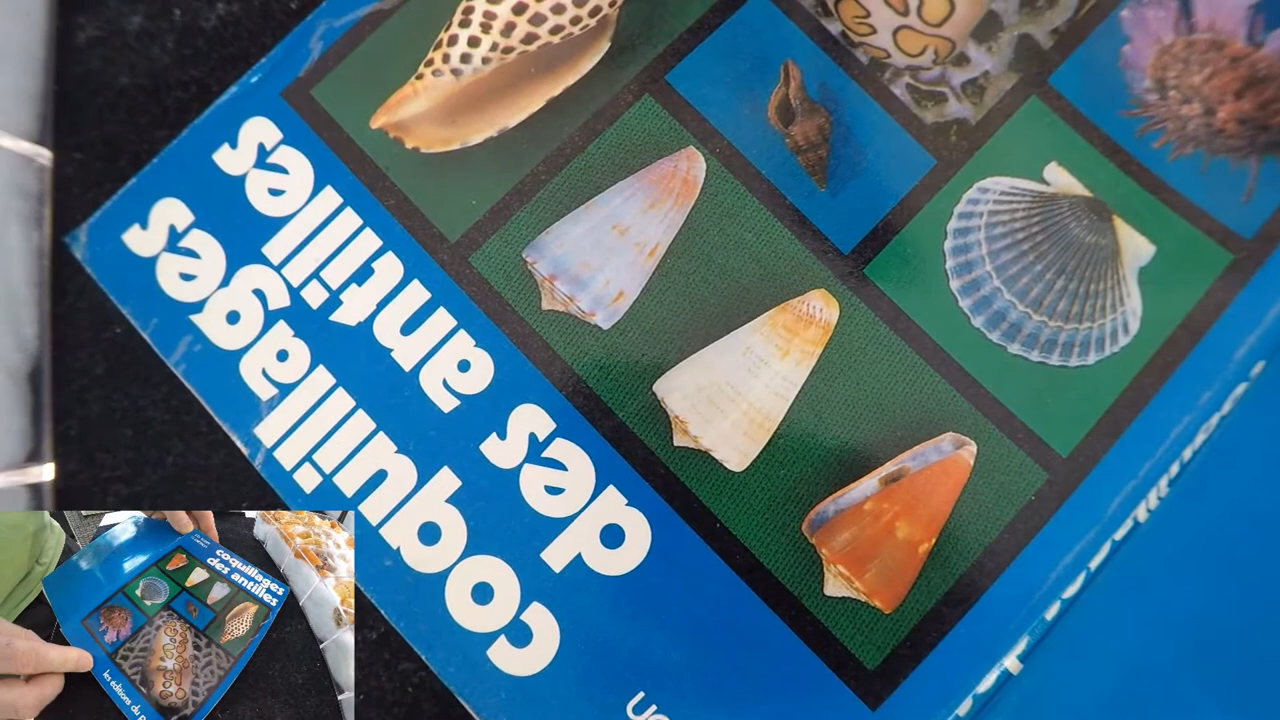 coquillages
des antilles
coquillages
des antilles
les éditions du p